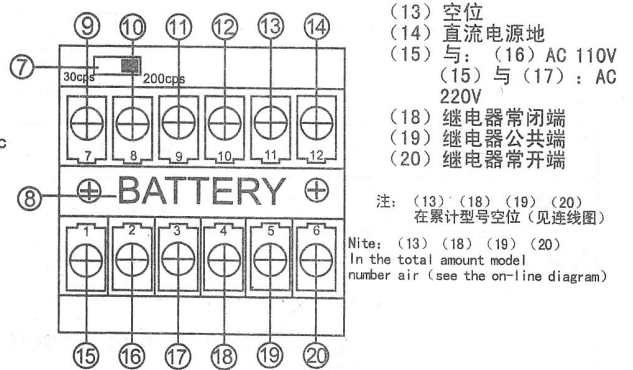 ⑨ ⑩ ⑪ ⑫ ⑬ ⑭
⑦
30cps 200cps
7 8 9 10 11 12
c
⑧
BATTERY
1 2 3 4 5 6
⑮ ⑯ ⑰ ⑱ ⑲ ⑳
(13) 空位
(14) 直流电源地
(15) 与: (16) AC 110V
(15) 与(17) : AC
220V
(18) 继电器常闭端
(19) 继电器公共端
(20) 继电器常开端
注: (13) (18) (19) (20)
在累计型号空位(见连线图)
Nite: (13) (18) (19) (20)
In the total amount model
number air (see the on-line diagram)